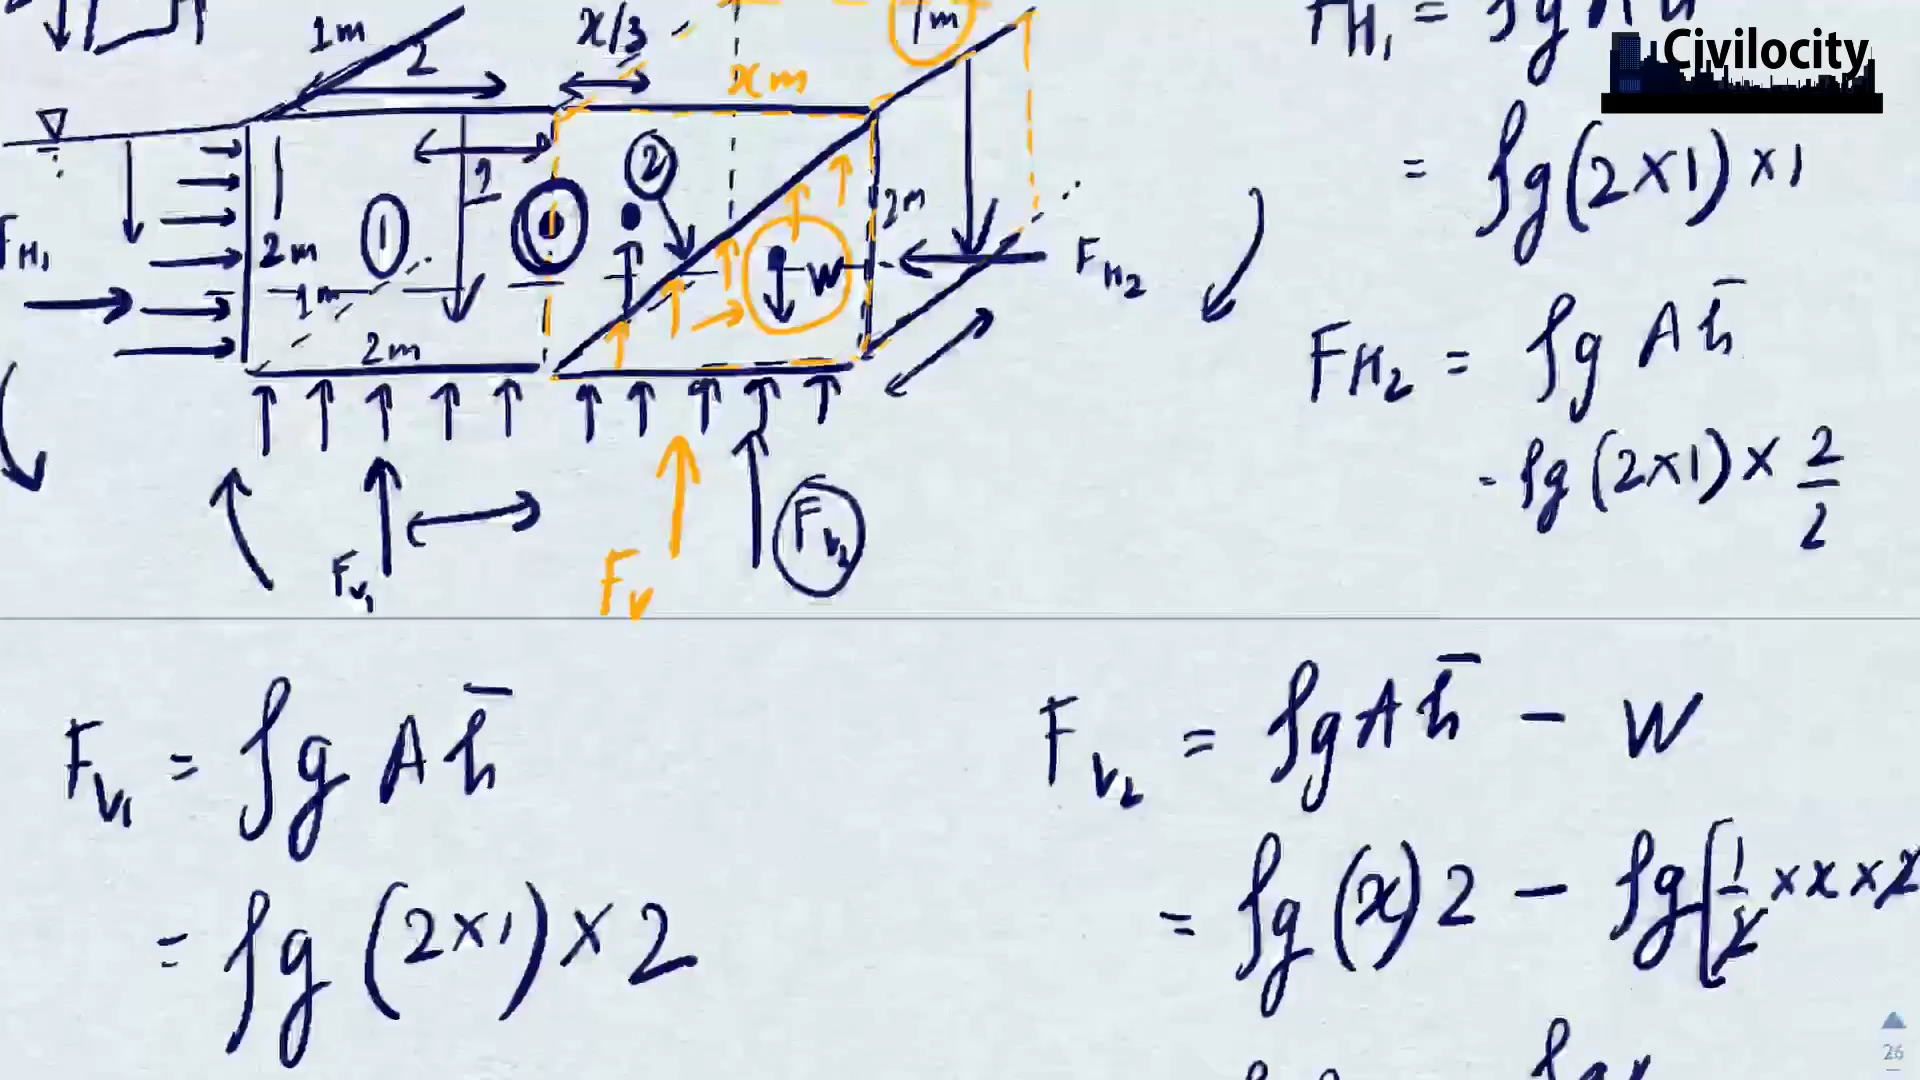 1m
2
x/3
xm
1m
FH₁ = ρg A h̄
Civilocity
1
②
2m
= ρg(2×1)×1
FH₁
2m
①
W
FH₂
1m
2m
FH₂ = ρg A h̄
= ρg(2×1)× 2/2
Fv₁
Fv
Fv₂
Fv₁ = ρg A h̄
Fv₂ = ρg A h̄ − W
= ρg (2×1)×2
= ρg (x) 2 − ρg[1/2 ×x×2
26